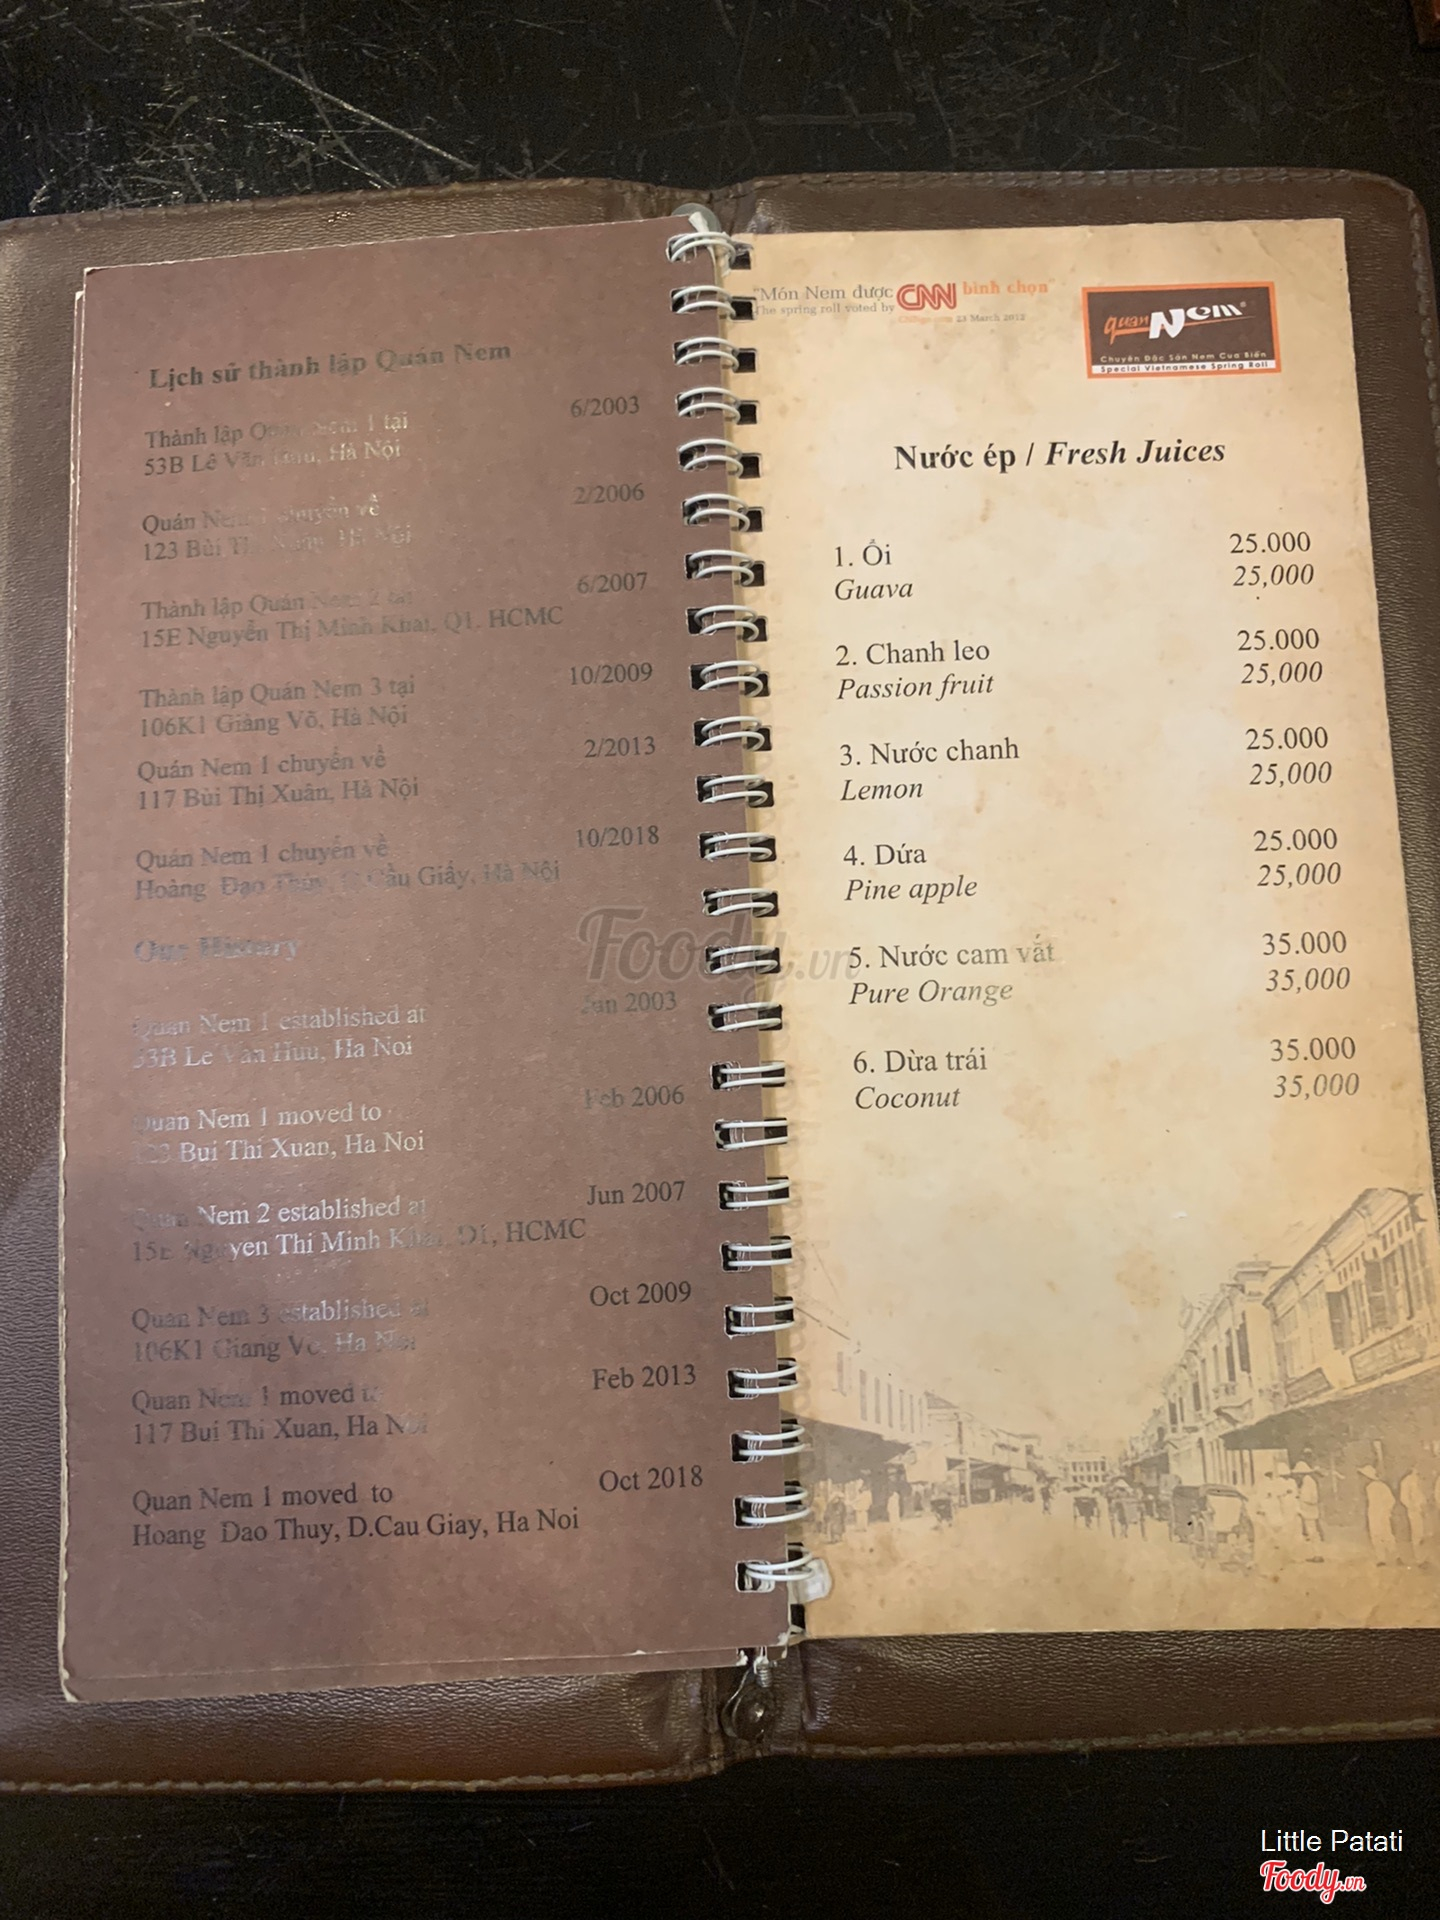 Lịch sử thành lập Quán Nem
6/2003
Thành lập Quán Nem 1 tại
53B Lê Văn Hưu, Hà Nội
2/2006
Quán Nem 1 chuyển về
123 Bùi Thị Xuân, Hà Nội
6/2007
Thành lập Quán Nem 2 tại
15E Nguyễn Thị Minh Khai, Q1, HCMC
10/2009
Thành lập Quán Nem 3 tại
106K1 Giảng Võ, Hà Nội
2/2013
Quán Nem 1 chuyển về
117 Bùi Thị Xuân, Hà Nội
10/2018
Quán Nem 1 chuyển về
Hoàng Đạo Thúy, Cầu Giấy, Hà Nội
Our History
Jun 2003
Quan Nem 1 established at
53B Le Van Huu, Ha Noi
Feb 2006
Quan Nem 1 moved to
123 Bui Thi Xuan, Ha Noi
Jun 2007
Quan Nem 2 established at
15E Nguyen Thi Minh Khai, D1, HCMC
Oct 2009
Quan Nem 3 established at
106K1 Giang Vo, Ha Noi
Feb 2013
Quan Nem 1 moved to
117 Bui Thi Xuan, Ha Noi
Oct 2018
Quan Nem 1 moved to
Hoang Dao Thuy, D.Cau Giay, Ha Noi
"Món Nem được CNN bình chọn"
The spring roll voted by
23 March 2012
quán Nem®
Chuyên Đặc Sản Nem Cua Biển
Special Vietnamese Spring Roll
Nước ép / Fresh Juices
1. Ổi 25.000
Guava 25,000
2. Chanh leo 25.000
Passion fruit 25,000
3. Nước chanh 25.000
Lemon 25,000
4. Dứa 25.000
Pine apple 25,000
5. Nước cam vắt 35.000
Pure Orange 35,000
6. Dừa trái 35.000
Coconut 35,000
Foody.vn
Little Patati
Foody.vn